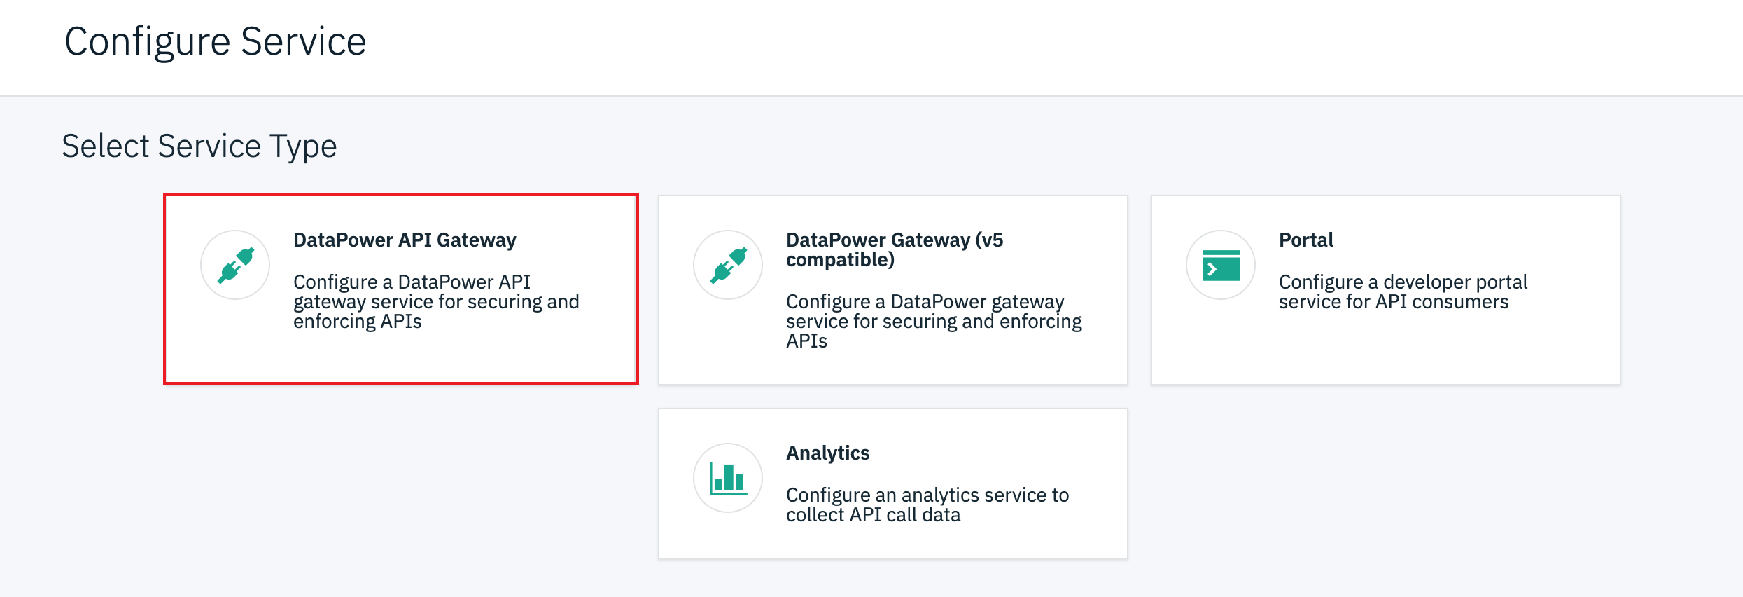 Configure Service
Select Service Type
DataPower API Gateway
Configure a DataPower API
gateway service for securing and
enforcing APIs
DataPower Gateway (v5
compatible)
Configure a DataPower gateway
service for securing and enforcing
APIs
Portal
Configure a developer portal
service for API consumers
Analytics
Configure an analytics service to
collect API call data